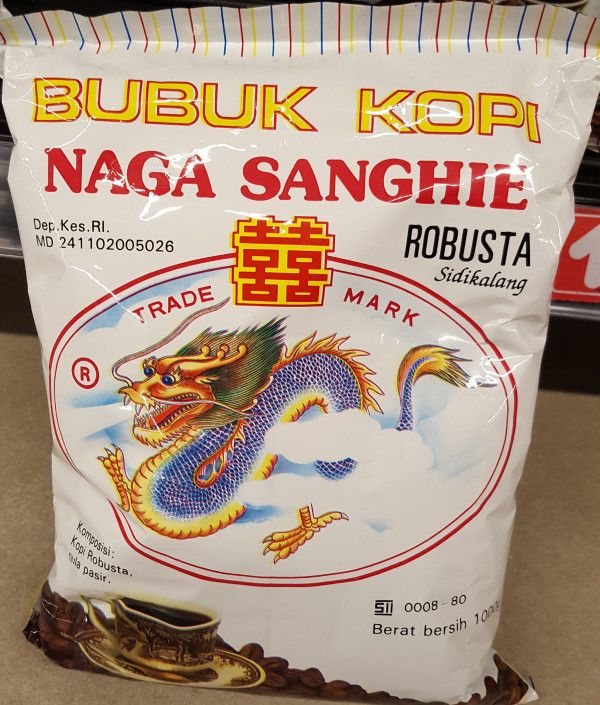 BUBUK KOPI
NAGA SANGHIE
Dep.Kes.RI.
MD 241102005026
ROBUSTA
Sidikalang
囍
TRADE MARK
®
Komposisi:
Kopi Robusta,
pasir.
SII 0008-80
Berat bersih